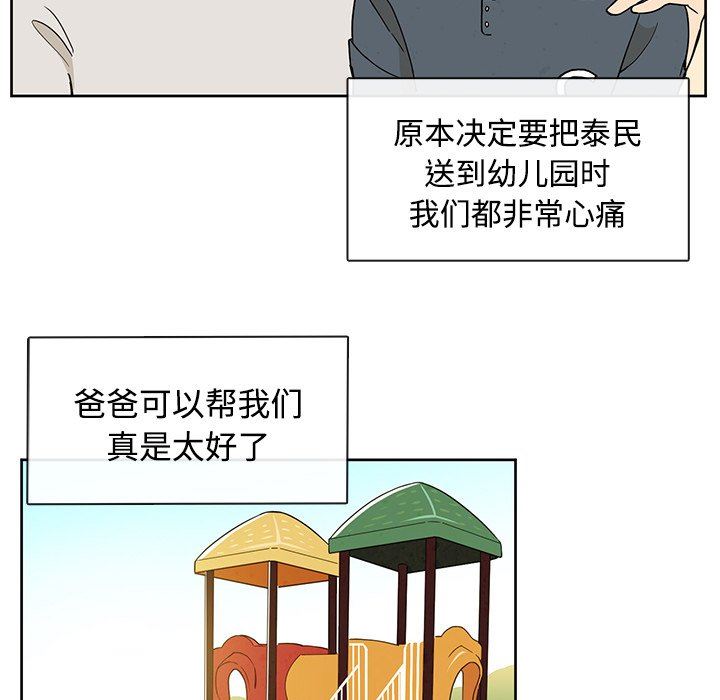 原本决定要把泰民
送到幼儿园时
我们都非常心痛
爸爸可以帮我们
真是太好了